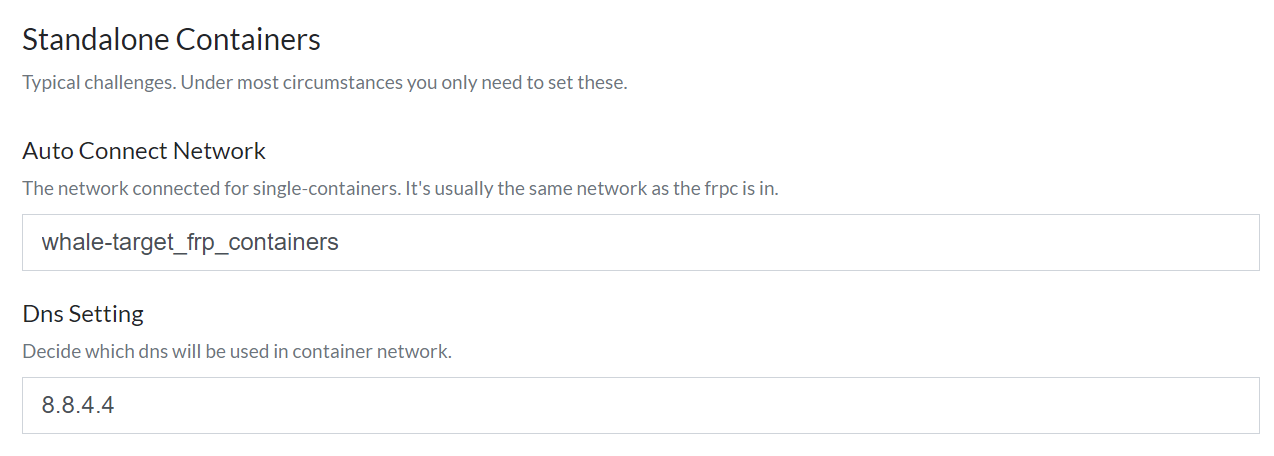 Standalone Containers
Typical challenges. Under most circumstances you only need to set these.
Auto Connect Network
The network connected for single-containers. It's usually the same network as the frpc is in.
whale-target_frp_containers
Dns Setting
Decide which dns will be used in container network.
8.8.4.4